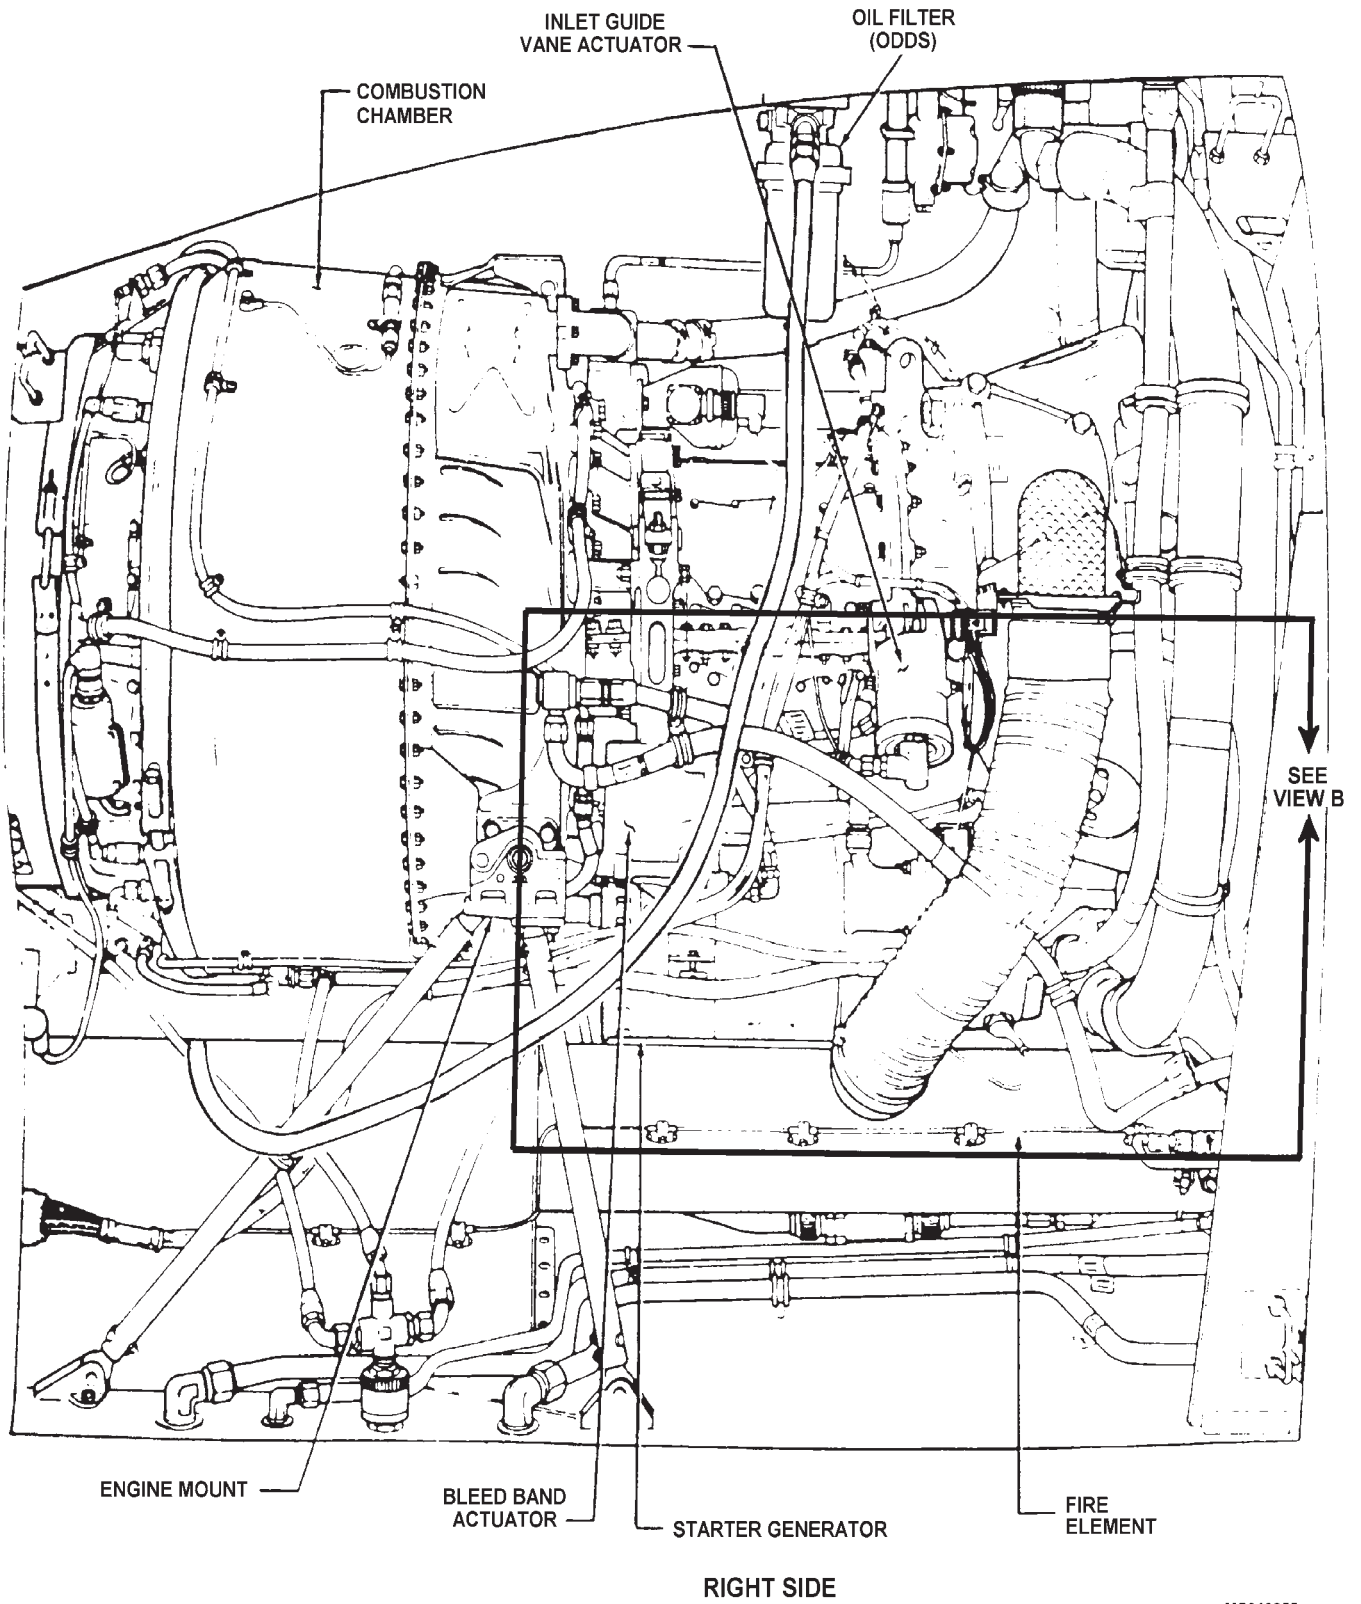 INLET GUIDE
VANE ACTUATOR
OIL FILTER
(ODDS)
COMBUSTION
CHAMBER
SEE
VIEW B
ENGINE MOUNT
BLEED BAND
ACTUATOR
STARTER GENERATOR
FIRE
ELEMENT
RIGHT SIDE